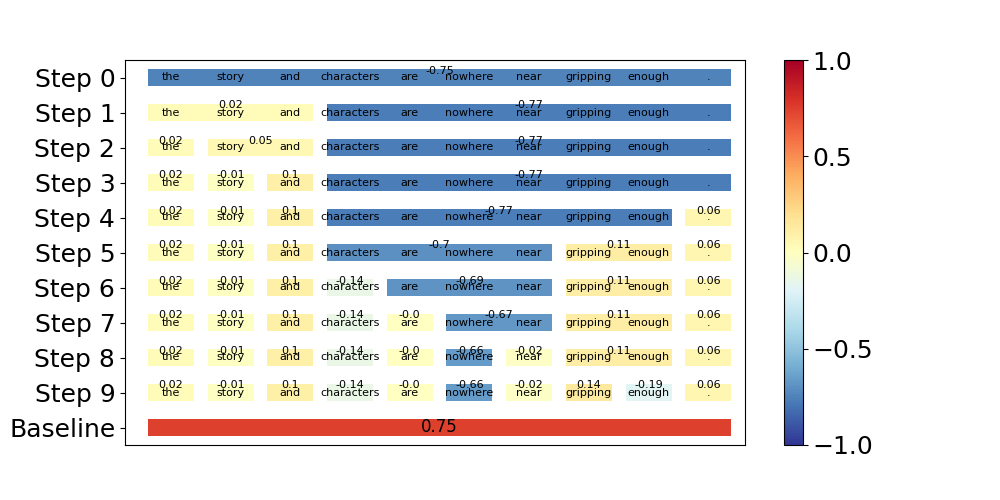 1.0
-0.75
Step 0 the story and characters are nowhere near gripping enough .
0.02 -0.77
Step 1 the story and characters are nowhere near gripping enough .
0.5
0.02 0.05 -0.77
Step 2 the story and characters are nowhere near gripping enough .
0.02 -0.01 0.1 -0.77
Step 3 the story and characters are nowhere near gripping enough .
0.02 -0.01 0.1 -0.77 0.06
Step 4 the story and characters are nowhere near gripping enough .
0.02 -0.01 0.1 -0.7 0.11 0.06
Step 5 the story and characters are nowhere near gripping enough .
0.0
0.02 -0.01 0.1 -0.14 -0.69 0.11 0.06
Step 6 the story and characters are nowhere near gripping enough .
0.02 -0.01 0.1 -0.14 -0.0 -0.67 0.11 0.06
Step 7 the story and characters are nowhere near gripping enough .
−0.5
0.02 -0.01 0.1 -0.14 -0.0 -0.66 -0.02 0.11 0.06
Step 8 the story and characters are nowhere near gripping enough .
0.02 -0.01 0.1 -0.14 -0.0 -0.66 -0.02 0.14 -0.19 0.06
Step 9 the story and characters are nowhere near gripping enough .
Baseline 0.75
−1.0